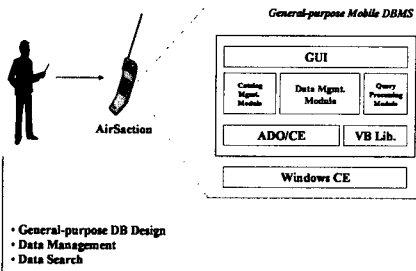 General-purpose Mobile DBMS
GUI
Catalog
Mgmt.
Module
Data Mgmt.
Module
Query
Processing
Module
ADO/CE
VB Lib.
Windows CE
AirSaction
• General-purpose DB Design
• Data Management
• Data Search